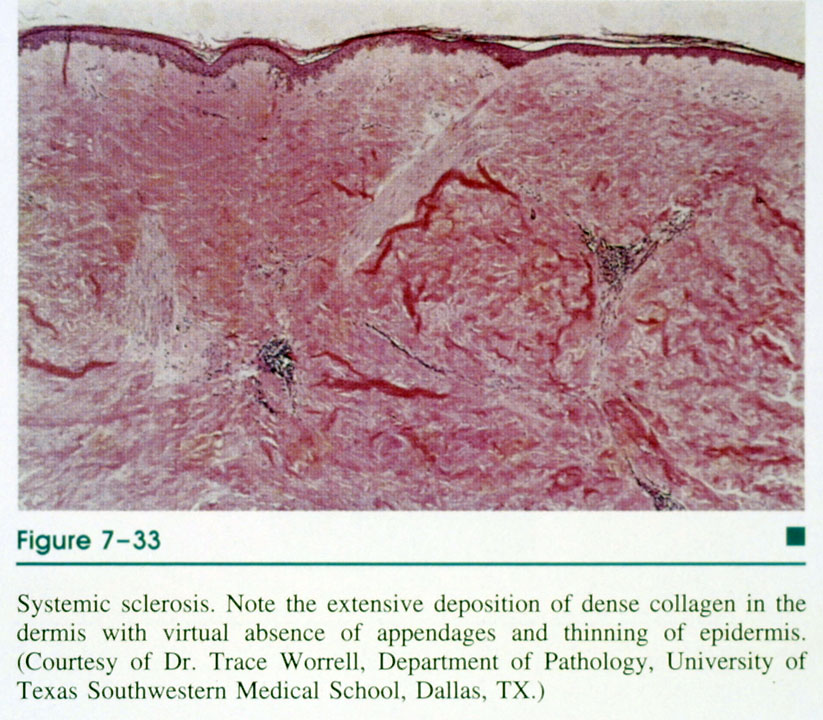 Figure 7–33
Systemic sclerosis. Note the extensive deposition of dense collagen in the
dermis with virtual absence of appendages and thinning of epidermis.
(Courtesy of Dr. Trace Worrell, Department of Pathology, University of
Texas Southwestern Medical School, Dallas, TX.)